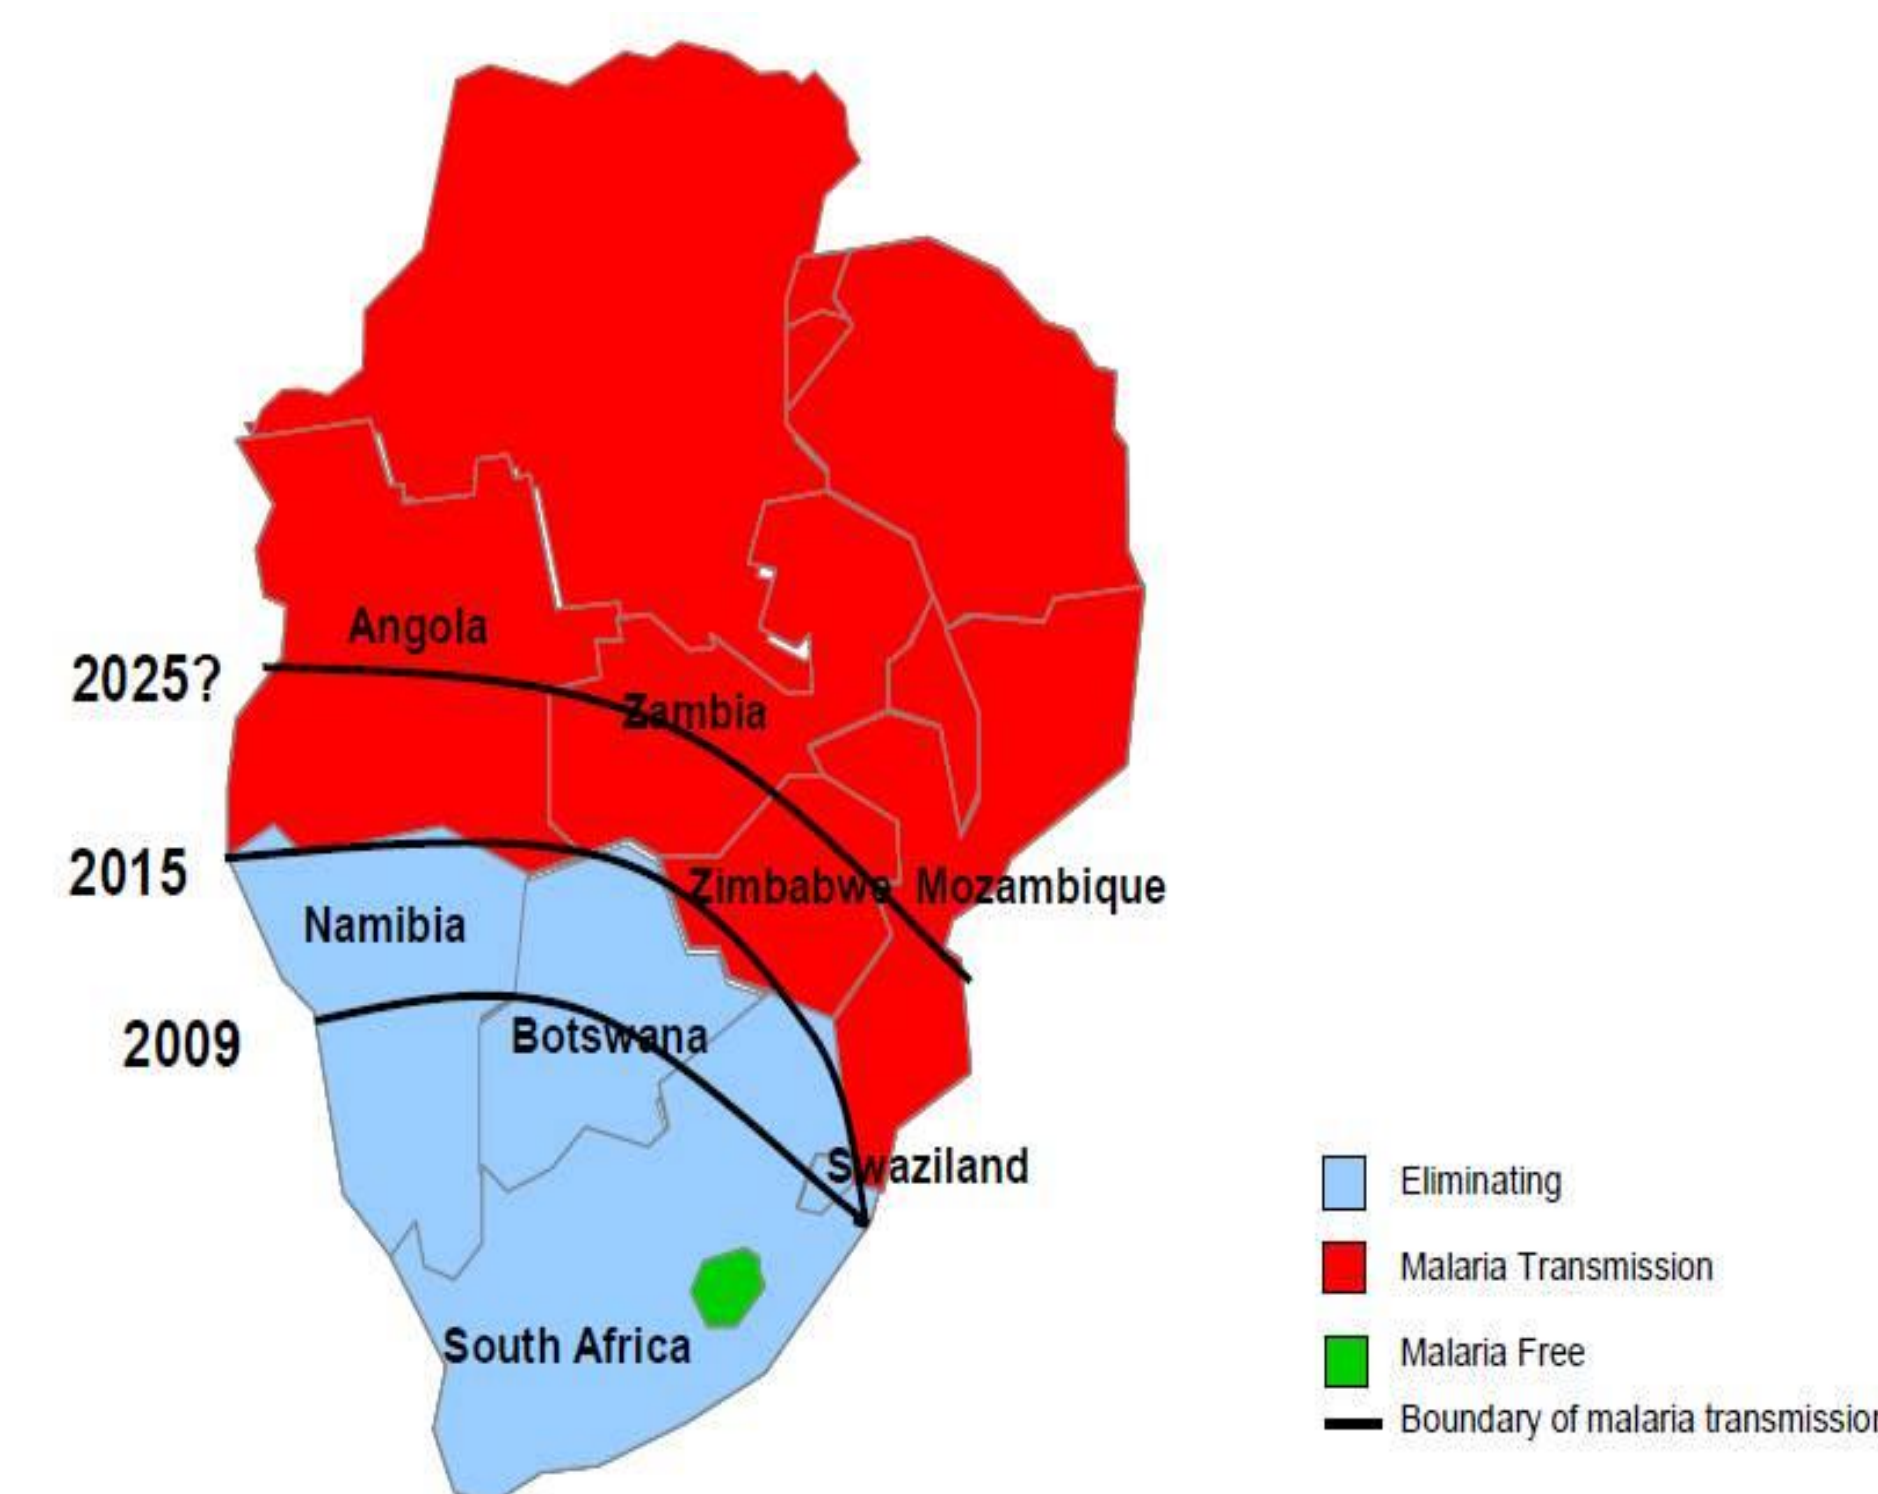 Angola
2025?
Zambia
2015
Zimbabwe
Mozambique
Namibia
2009
Botswana
Swaziland
South Africa
Eliminating
Malaria Transmission
Malaria Free
Boundary of malaria transmission